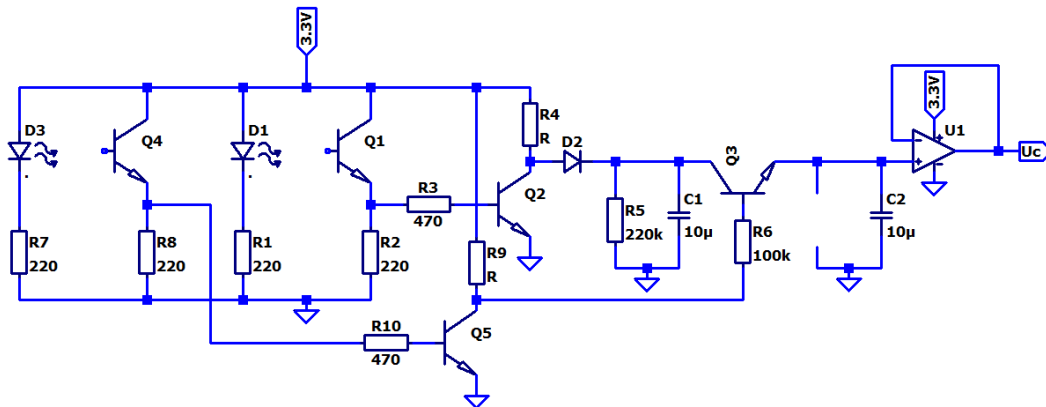 3.3V
3.3V
D3
Q4
D1
Q1
R4
R
D2
Q3
U1
Uc
R3
470
Q2
R5
220k
C1
10µ
R6
100k
C2
10µ
R7
220
R8
220
R1
220
R2
220
R9
R
R10
470
Q5